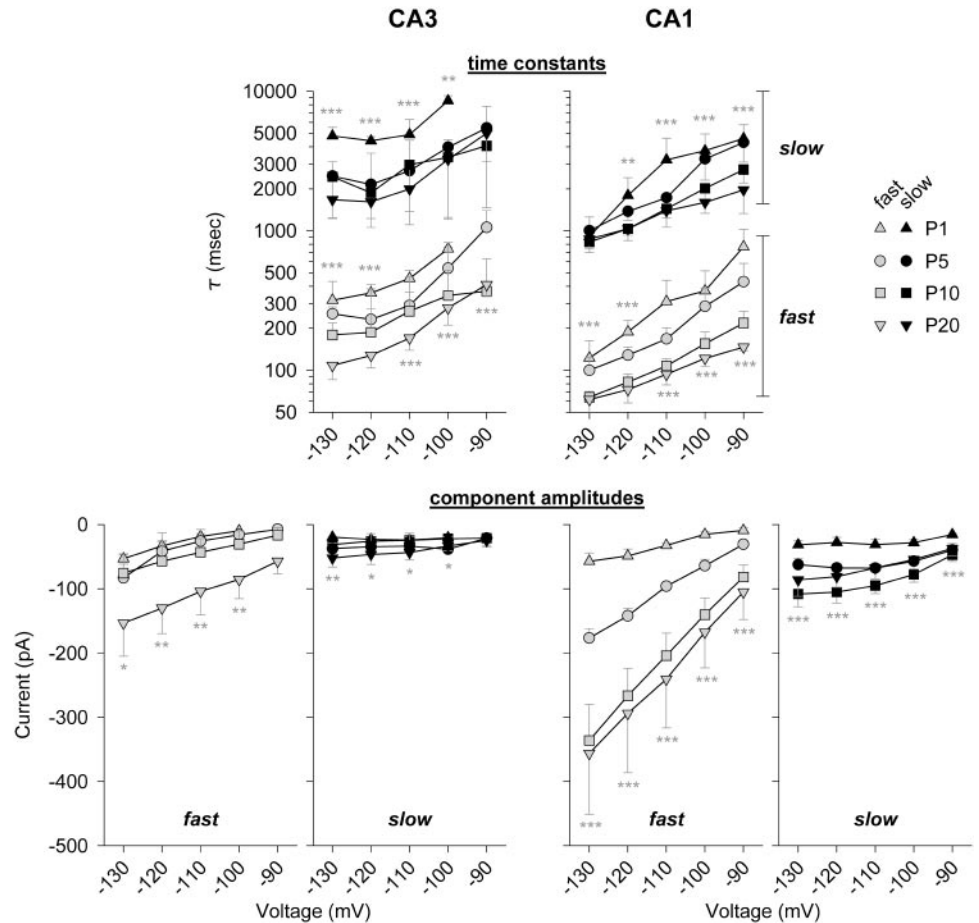 CA3 CA1
time constants
*** *** *** **
10000
5000
3000
2000
1000
500
300
200
100
50
τ (msec)
*** ***
*** *** ***
-130 -120 -110 -100 -90
** *** *** ***
*** ***
*** *** ***
-130 -120 -110 -100 -90
slow
fast
fast slow
P1
P5
P10
P20
component amplitudes
0
-100
-200
-300
-400
-500
Current (pA)
* ** ** **
fast
-130 -120 -110 -100 -90
** * * *
slow
-130 -120 -110 -100 -90
Voltage (mV)
*** *** *** *** ***
fast
-130 -120 -110 -100 -90
*** *** *** *** ***
slow
-130 -120 -110 -100 -90
Voltage (mV)